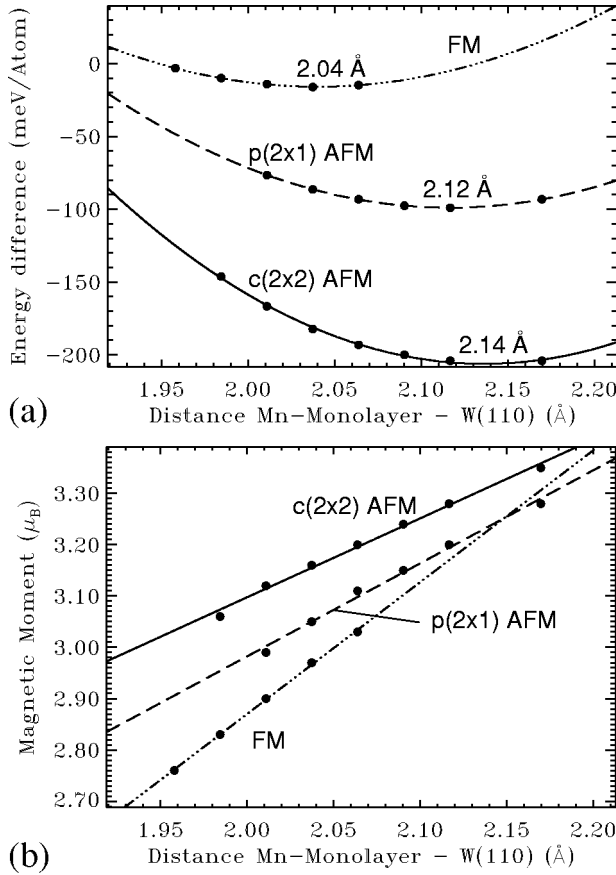 FM
0
2.04 Å
-50
p(2x1) AFM
2.12 Å
-100
c(2x2) AFM
-150
2.14 Å
-200
Energy difference (meV/Atom)
1.95 2.00 2.05 2.10 2.15 2.20
(a) Distance Mn-Monolayer - W(110) (Å)
3.30
c(2x2) AFM
3.20
3.10
p(2x1) AFM
3.00
2.90
2.80
FM
2.70
Magnetic Moment (μB)
1.95 2.00 2.05 2.10 2.15 2.20
(b) Distance Mn-Monolayer - W(110) (Å)